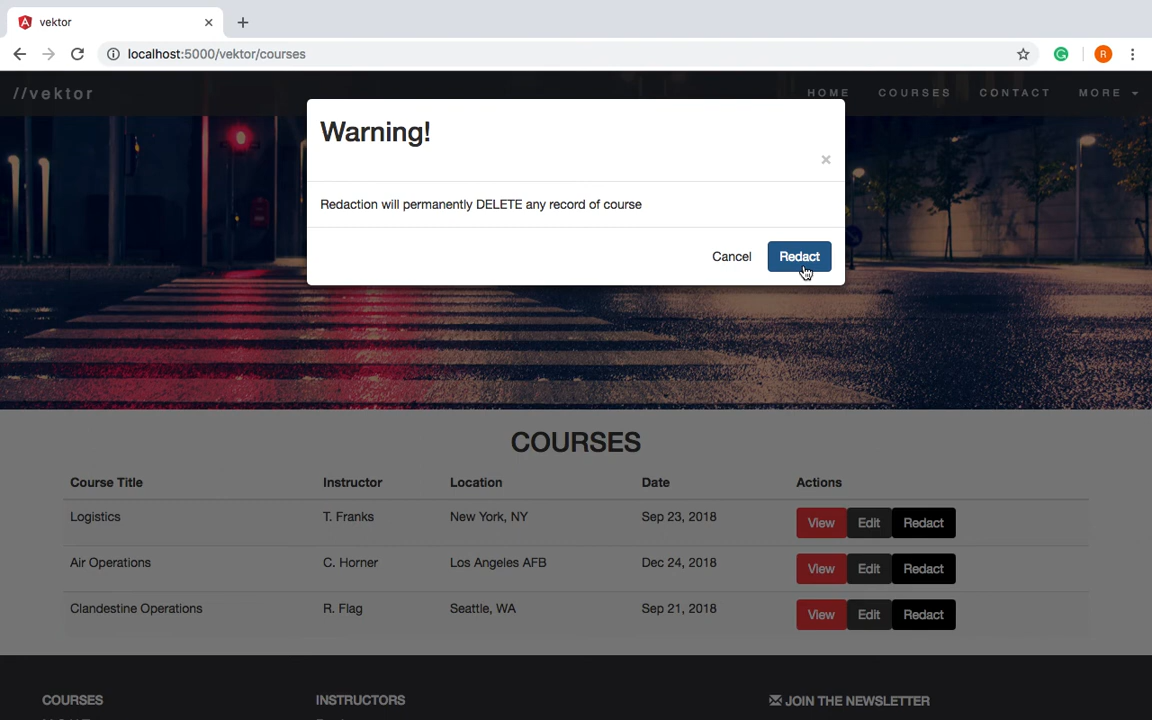 vektor
localhost:5000/vektor/courses
R
//vektor
HOME COURSES CONTACT MORE
Warning!
×
Redaction will permanently DELETE any record of course
Cancel Redact
COURSES
Course Title Instructor Location Date Actions
Logistics T. Franks New York, NY Sep 23, 2018 View Edit Redact
Air Operations C. Horner Los Angeles AFB Dec 24, 2018 View Edit Redact
Clandestine Operations R. Flag Seattle, WA Sep 21, 2018 View Edit Redact
COURSES INSTRUCTORS JOIN THE NEWSLETTER